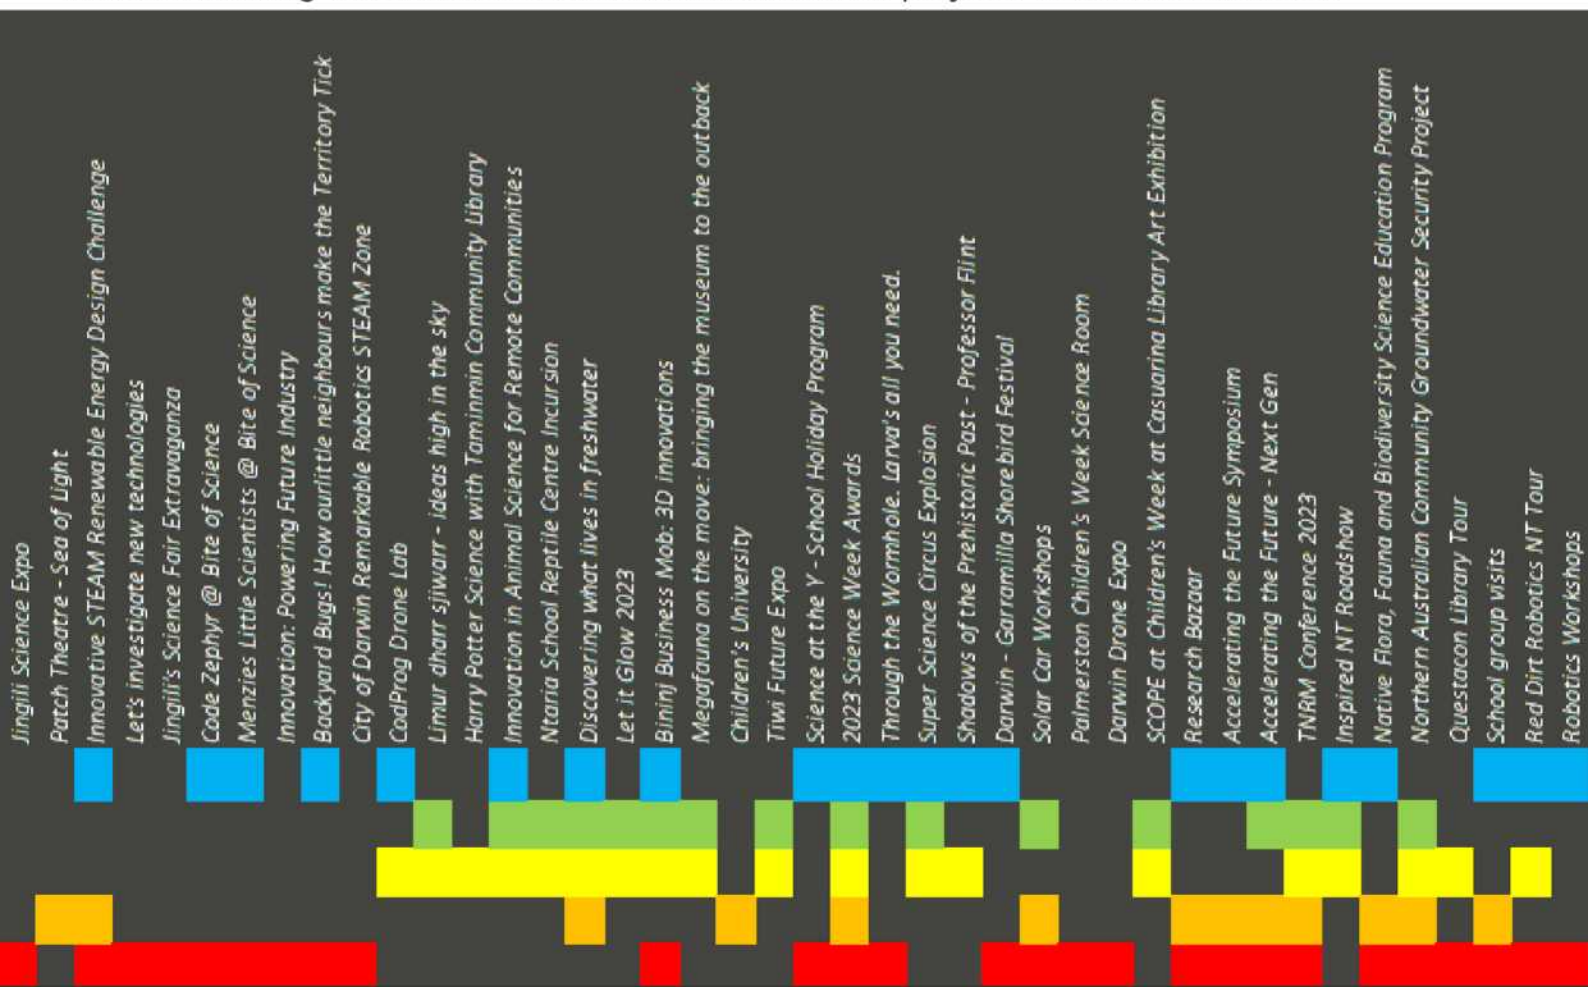 Jingili Science Expo
Patch Theatre - Sea of Light
Innovative STEAM Renewable Energy Design Challenge
Let's investigate new technologies
Jingili's Science Fair Extravaganza
Code Zephyr @ Bite of Science
Menzies Little Scientists @ Bite of Science
Innovation: Powering Future Industry
Backyard Bugs! How our little neighbours make the Territory Tick
City of Darwin Remarkable Robotics STEAM Zone
CodProg Drone Lab
Limur dharr sjiwarr - ideas high in the sky
Harry Potter Science with Taminmin Community Library
Innovation in Animal Science for Remote Communities
Ntaria School Reptile Centre Incursion
Discovering what lives in freshwater
Let it Glow 2023
Bininj Business Mob: 3D innovations
Megafauna on the move: bringing the museum to the outback
Children's University
Tiwi Future Expo
Science at the Y - School Holiday Program
2023 Science Week Awards
Through the Wormhole. Larva's all you need.
Super Science Circus Explosion
Shadows of the Prehistoric Past - Professor Flint
Darwin - Garramilla Shorebird Festival
Solar Car Workshops
Palmerston Children's Week Science Room
Darwin Drone Expo
SCOPE at Children's Week at Casuarina Library Art Exhibition
Research Bazaar
Accelerating the Future Symposium
Accelerating the Future - Next Gen
TNRM Conference 2023
Inspired NT Roadshow
Native Flora, Fauna and Biodiversity Science Education Program
Northern Australian Community Groundwater Security Project
Questacon Library Tour
School group visits
Red Dirt Robotics NT Tour
Robotics Workshops